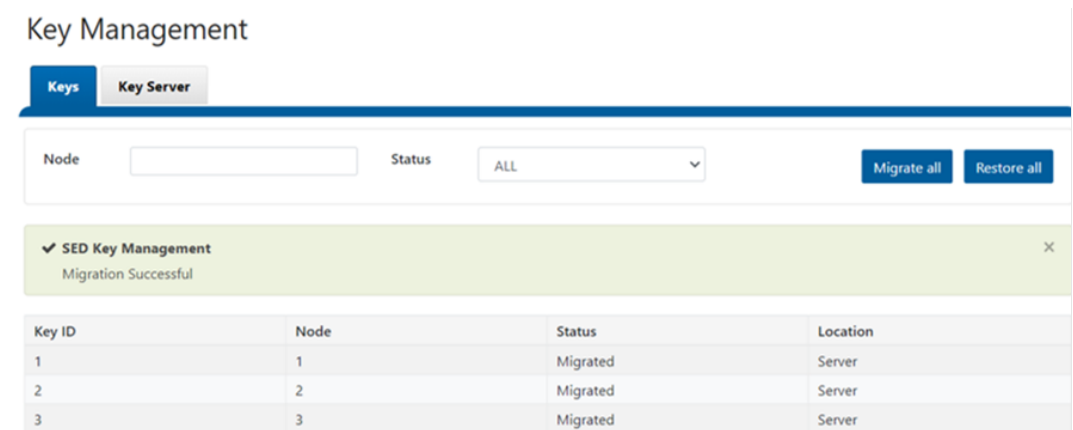 Key Management
Keys Key Server
Node Status ALL Migrate all Restore all
SED Key Management
Migration Successful
Key ID Node Status Location
1 1 Migrated Server
2 2 Migrated Server
3 3 Migrated Server